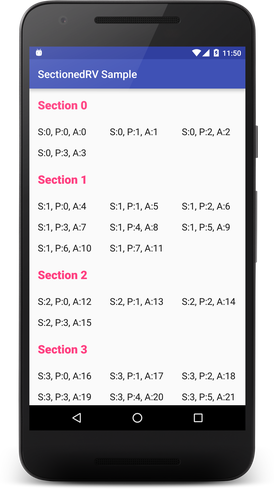 11:50
SectionedRV Sample
Section 0
S:0, P:0, A:0 S:0, P:1, A:1 S:0, P:2, A:2
S:0, P:3, A:3
Section 1
S:1, P:0, A:4 S:1, P:1, A:5 S:1, P:2, A:6
S:1, P:3, A:7 S:1, P:4, A:8 S:1, P:5, A:9
S:1, P:6, A:10 S:1, P:7, A:11
Section 2
S:2, P:0, A:12 S:2, P:1, A:13 S:2, P:2, A:14
S:2, P:3, A:15
Section 3
S:3, P:0, A:16 S:3, P:1, A:17 S:3, P:2, A:18
S:3, P:3, A:19 S:3, P:4, A:20 S:3, P:5, A:21